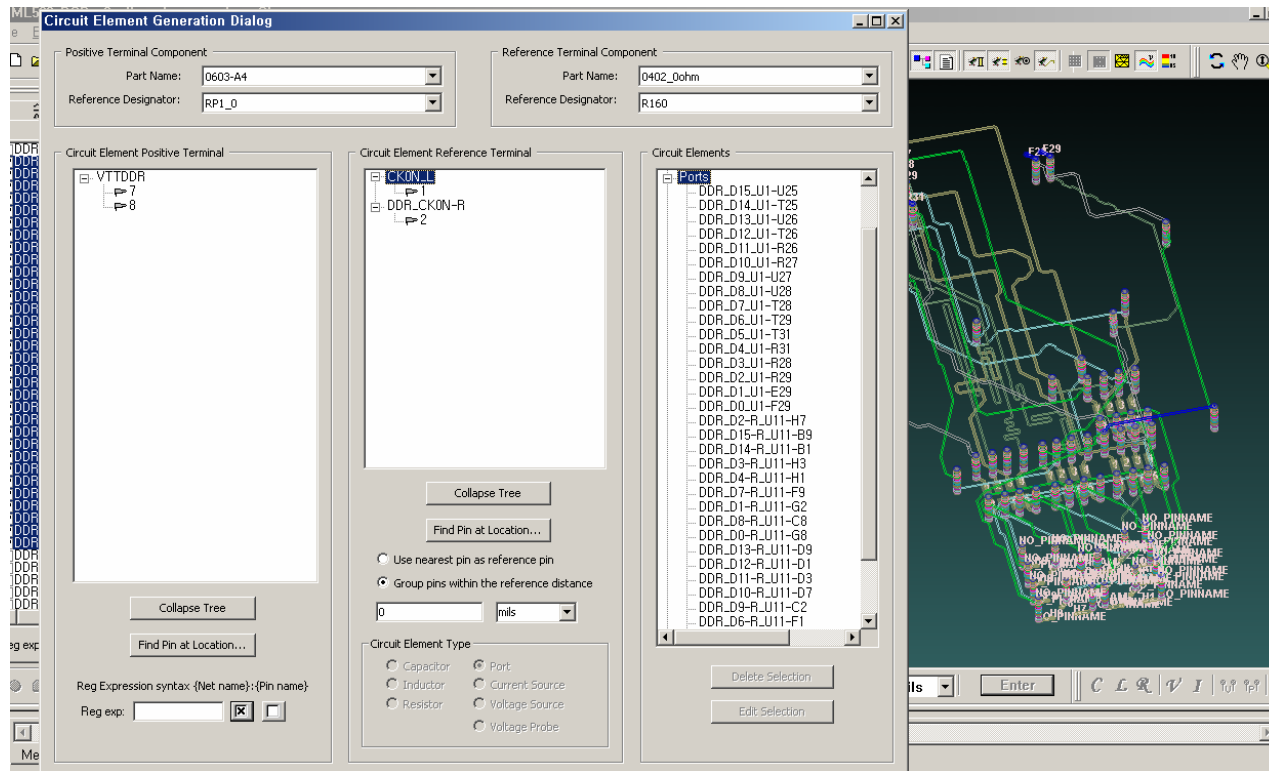 Circuit Element Generation Dialog
Positive Terminal Component
Part Name: 0603-A4
Reference Designator: RP1_0
Reference Terminal Component
Part Name: 0402_0ohm
Reference Designator: R160
Circuit Element Positive Terminal
VTTDDR
7
8
Collapse Tree
Find Pin at Location...
Reg Expression syntax {Net name}:{Pin name}
Reg exp:
Circuit Element Reference Terminal
CK0N_L
1
DDR_CK0N-R
2
Collapse Tree
Find Pin at Location...
Use nearest pin as reference pin
Group pins within the reference distance
0 mils
Circuit Element Type
Capacitor Port
Inductor Current Source
Resistor Voltage Source
Voltage Probe
Circuit Elements
Ports
DDR_D15_U1-U25
DDR_D14_U1-T25
DDR_D13_U1-U26
DDR_D12_U1-T26
DDR_D11_U1-R26
DDR_D10_U1-R27
DDR_D9_U1-U27
DDR_D8_U1-U28
DDR_D7_U1-T28
DDR_D6_U1-T29
DDR_D5_U1-T31
DDR_D4_U1-R31
DDR_D3_U1-R28
DDR_D2_U1-R29
DDR_D1_U1-E29
DDR_D0_U1-F29
DDR_D2-R_U11-H7
DDR_D15-R_U11-B9
DDR_D14-R_U11-B1
DDR_D3-R_U11-H3
DDR_D4-R_U11-H1
DDR_D7-R_U11-F9
DDR_D1-R_U11-G2
DDR_D8-R_U11-C8
DDR_D0-R_U11-G8
DDR_D13-R_U11-D9
DDR_D12-R_U11-D1
DDR_D11-R_U11-D3
DDR_D10-R_U11-D7
DDR_D9-R_U11-C2
DDR_D6-R_U11-F1
Delete Selection
Edit Selection
E29
NO_PINNAME
NO_PINNAME
Enter
C L R V I
Me